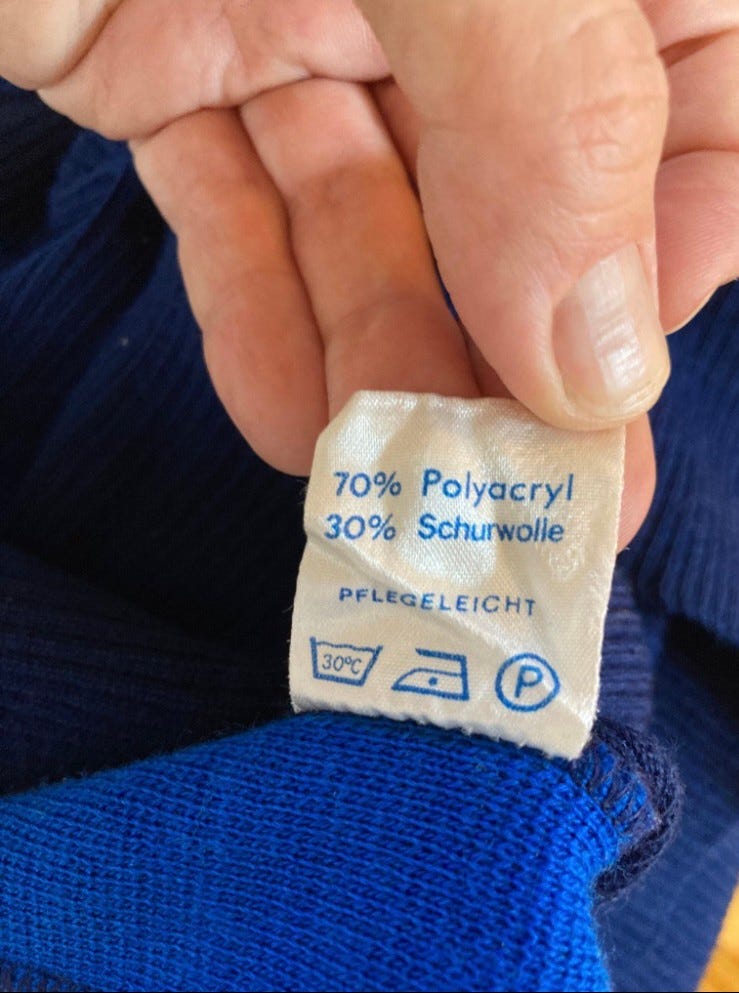 70% Polyacryl
30% Schurwolle
PFLEGELEICHT
30°C P